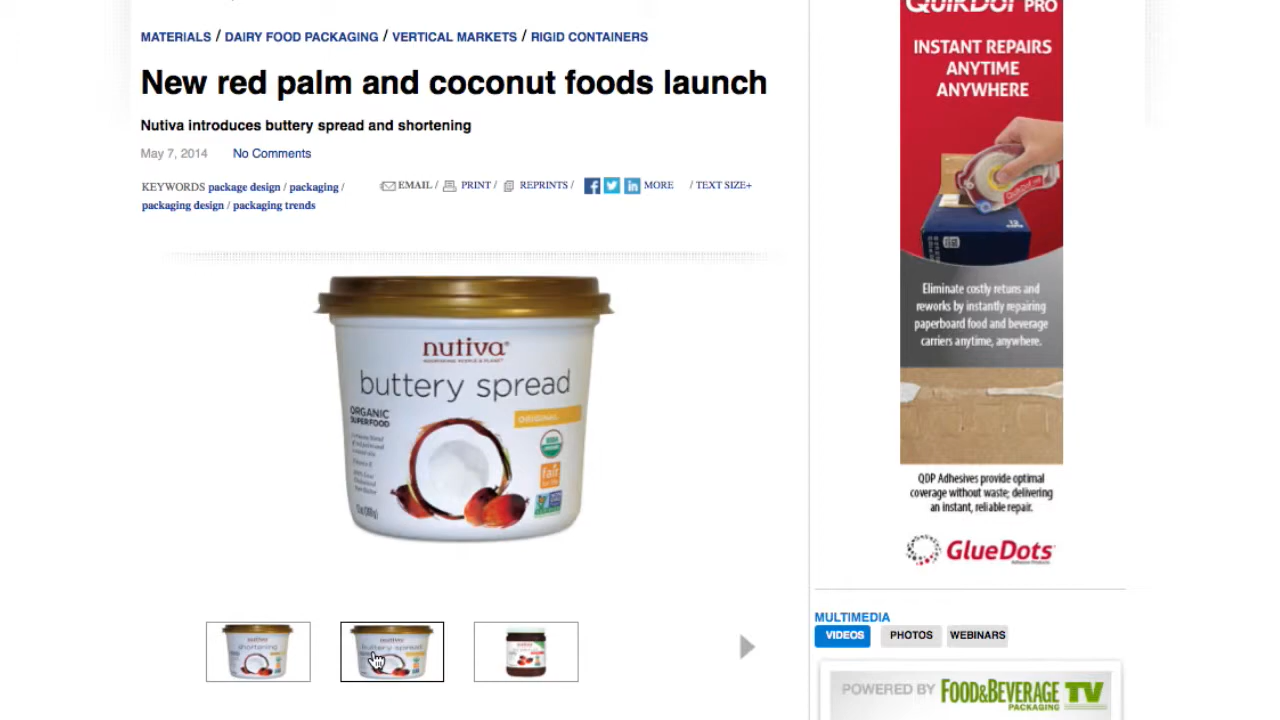 QUIKDOT PRO
MATERIALS / DAIRY FOOD PACKAGING / VERTICAL MARKETS / RIGID CONTAINERS
New red palm and coconut foods launch
Nutiva introduces buttery spread and shortening
May 7, 2014 No Comments
KEYWORDS package design / packaging /
packaging design / packaging trends
EMAIL / PRINT / REPRINTS / MORE / TEXT SIZE+
nutiva®
buttery spread
ORGANIC
SUPERFOOD
ORIGINAL
USDA
fair
shortening
nutiva
buttery spread
INSTANT REPAIRS
ANYTIME
ANYWHERE
Eliminate costly retuns and
reworks by instantly repairing
paperboard food and beverage
carriers anytime, anywhere.
QDP Adhesives provide optimal
coverage without waste; delivering
an instant, reliable repair.
GlueDots
MULTIMEDIA
VIDEOS PHOTOS WEBINARS
POWERED BY FOOD&BEVERAGE TV
PACKAGING